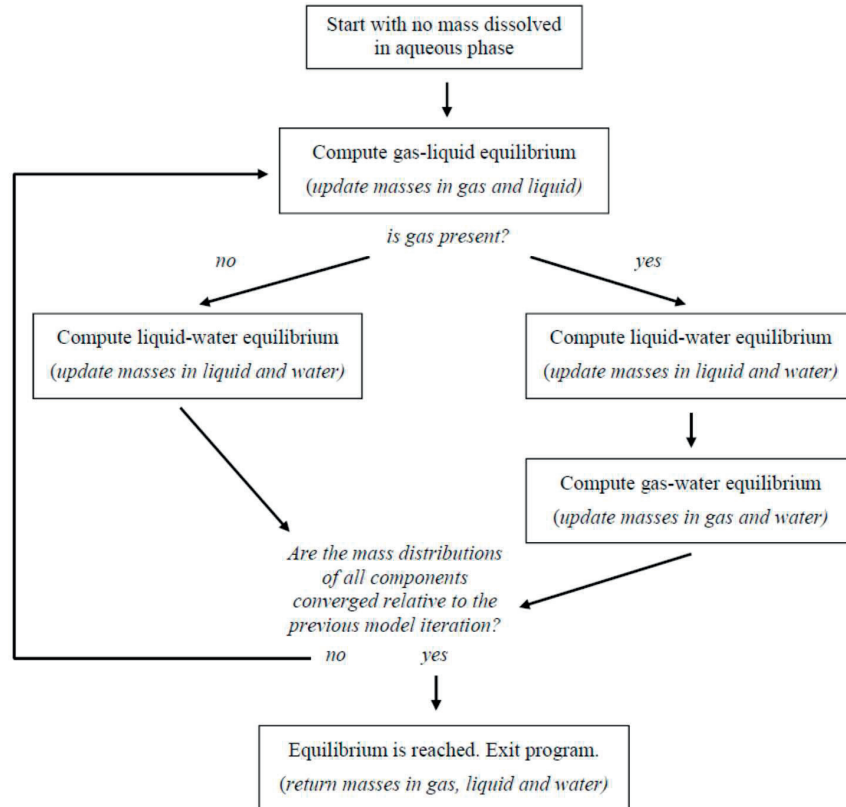 Start with no mass dissolved
in aqueous phase
Compute gas-liquid equilibrium
(update masses in gas and liquid)
is gas present?
no
yes
Compute liquid-water equilibrium
(update masses in liquid and water)
Compute liquid-water equilibrium
(update masses in liquid and water)
Compute gas-water equilibrium
(update masses in gas and water)
Are the mass distributions
of all components
converged relative to the
previous model iteration?
no
yes
Equilibrium is reached. Exit program.
(return masses in gas, liquid and water)